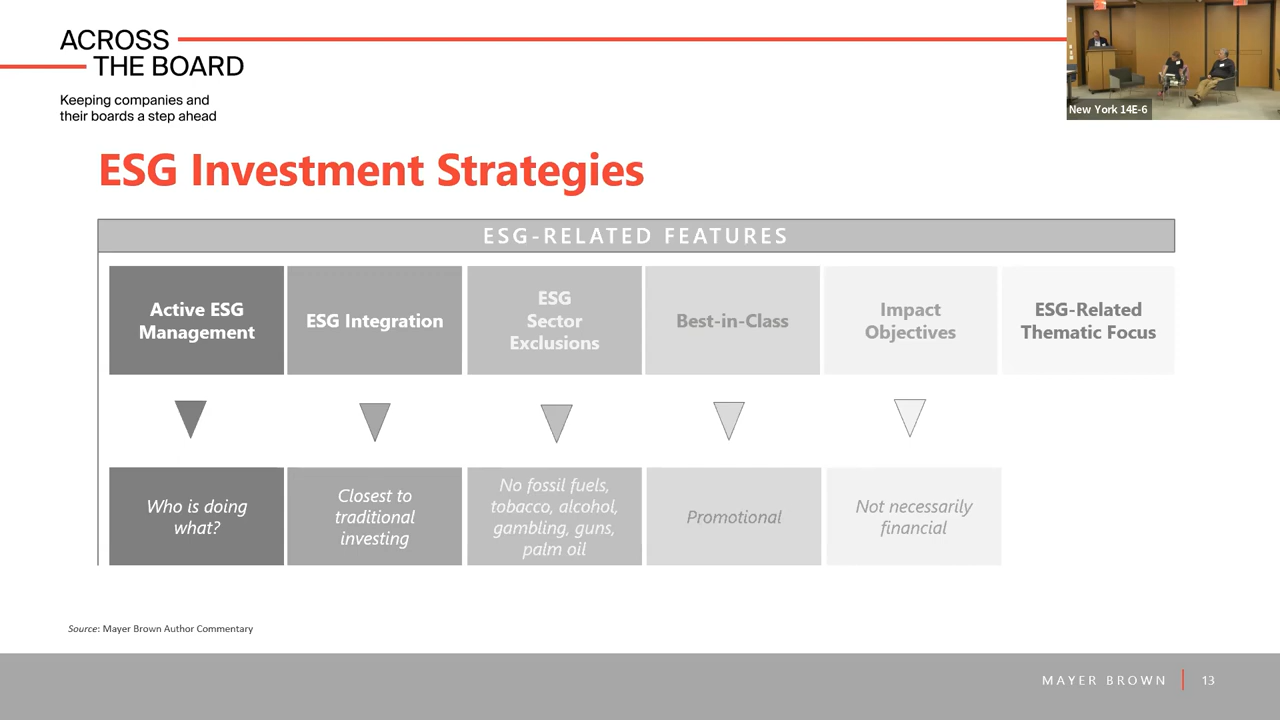 ACROSS
THE BOARD
Keeping companies and
their boards a step ahead
New York 14E-6
ESG Investment Strategies
ESG-RELATED FEATURES
Active ESG
Management
ESG Integration
ESG
Sector
Exclusions
Best-in-Class
Impact
Objectives
ESG-Related
Thematic Focus
Who is doing
what?
Closest to
traditional
investing
No fossil fuels,
tobacco, alcohol,
gambling, guns,
palm oil
Promotional
Not necessarily
financial
Source: Mayer Brown Author Commentary
MAYER BROWN
13